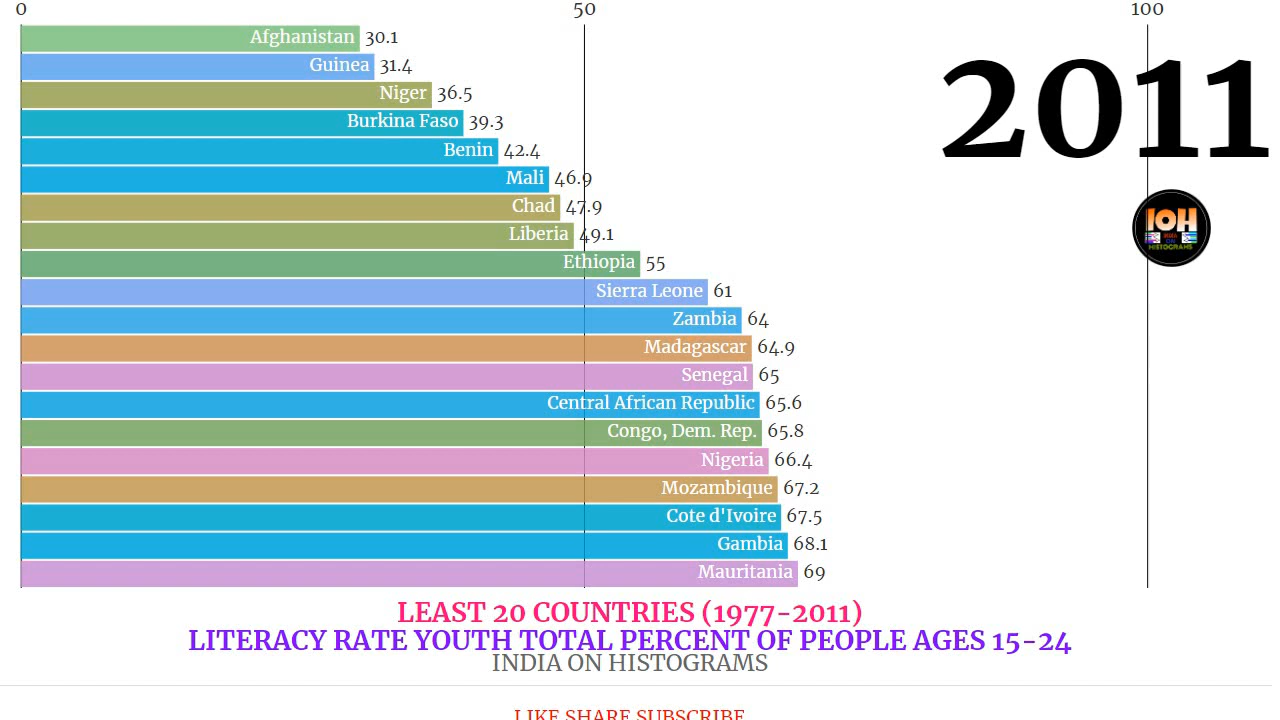 0 50 100
Afghanistan 30.1
Guinea 31.4
Niger 36.5
Burkina Faso 39.3
Benin 42.4
Mali 46.9
Chad 47.9
Liberia 49.1
Ethiopia 55
Sierra Leone 61
Zambia 64
Madagascar 64.9
Senegal 65
Central African Republic 65.6
Congo, Dem. Rep. 65.8
Nigeria 66.4
Mozambique 67.2
Cote d'Ivoire 67.5
Gambia 68.1
Mauritania 69
2011
IOH
INDIA
ON
HISTOGRAMS
LEAST 20 COUNTRIES (1977-2011)
LITERACY RATE YOUTH TOTAL PERCENT OF PEOPLE AGES 15-24
INDIA ON HISTOGRAMS
LIKE SHARE SUBSCRIBE